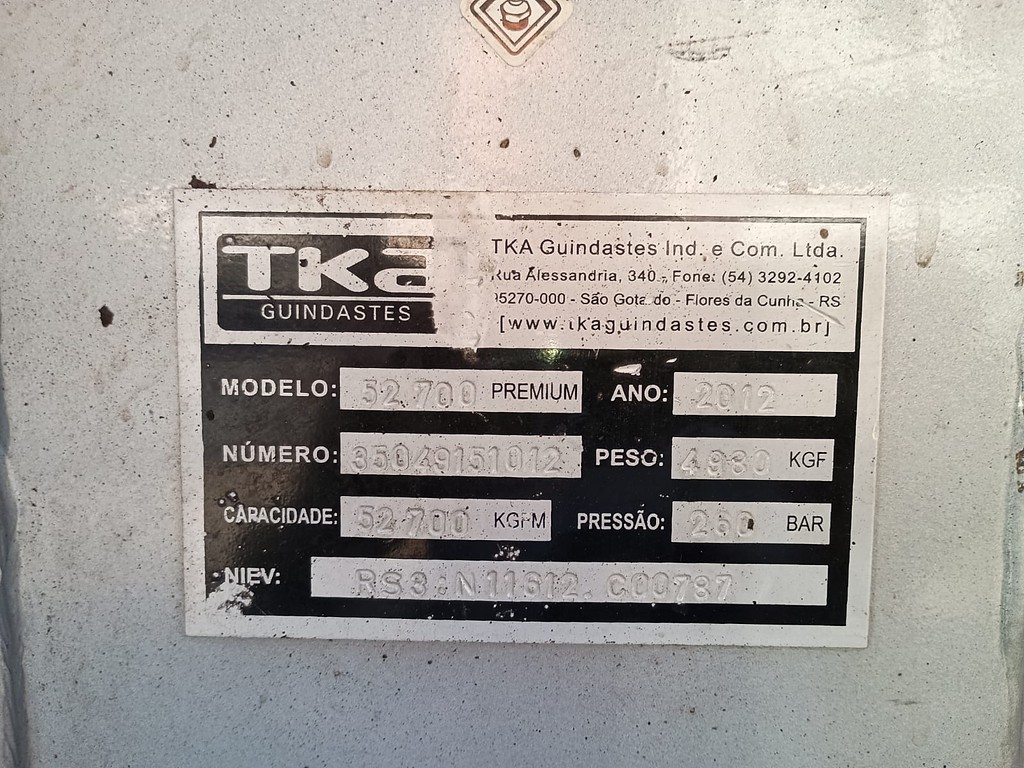 TKA
GUINDASTES
TKA Guindastes Ind. e Com. Ltda.
Rua Alessandria, 340 - Fone: (54) 3292-4102
95270-000 - São Gotardo - Flores da Cunha - RS
[www.tkaguindastes.com.br]
MODELO: 52.700 PREMIUM ANO: 2012
NÚMERO: 35049151012 PESO: 4980 KGF
CAPACIDADE: 52.700 KGFM PRESSÃO: 260 BAR
NIEV: RS3.N11612.C00787